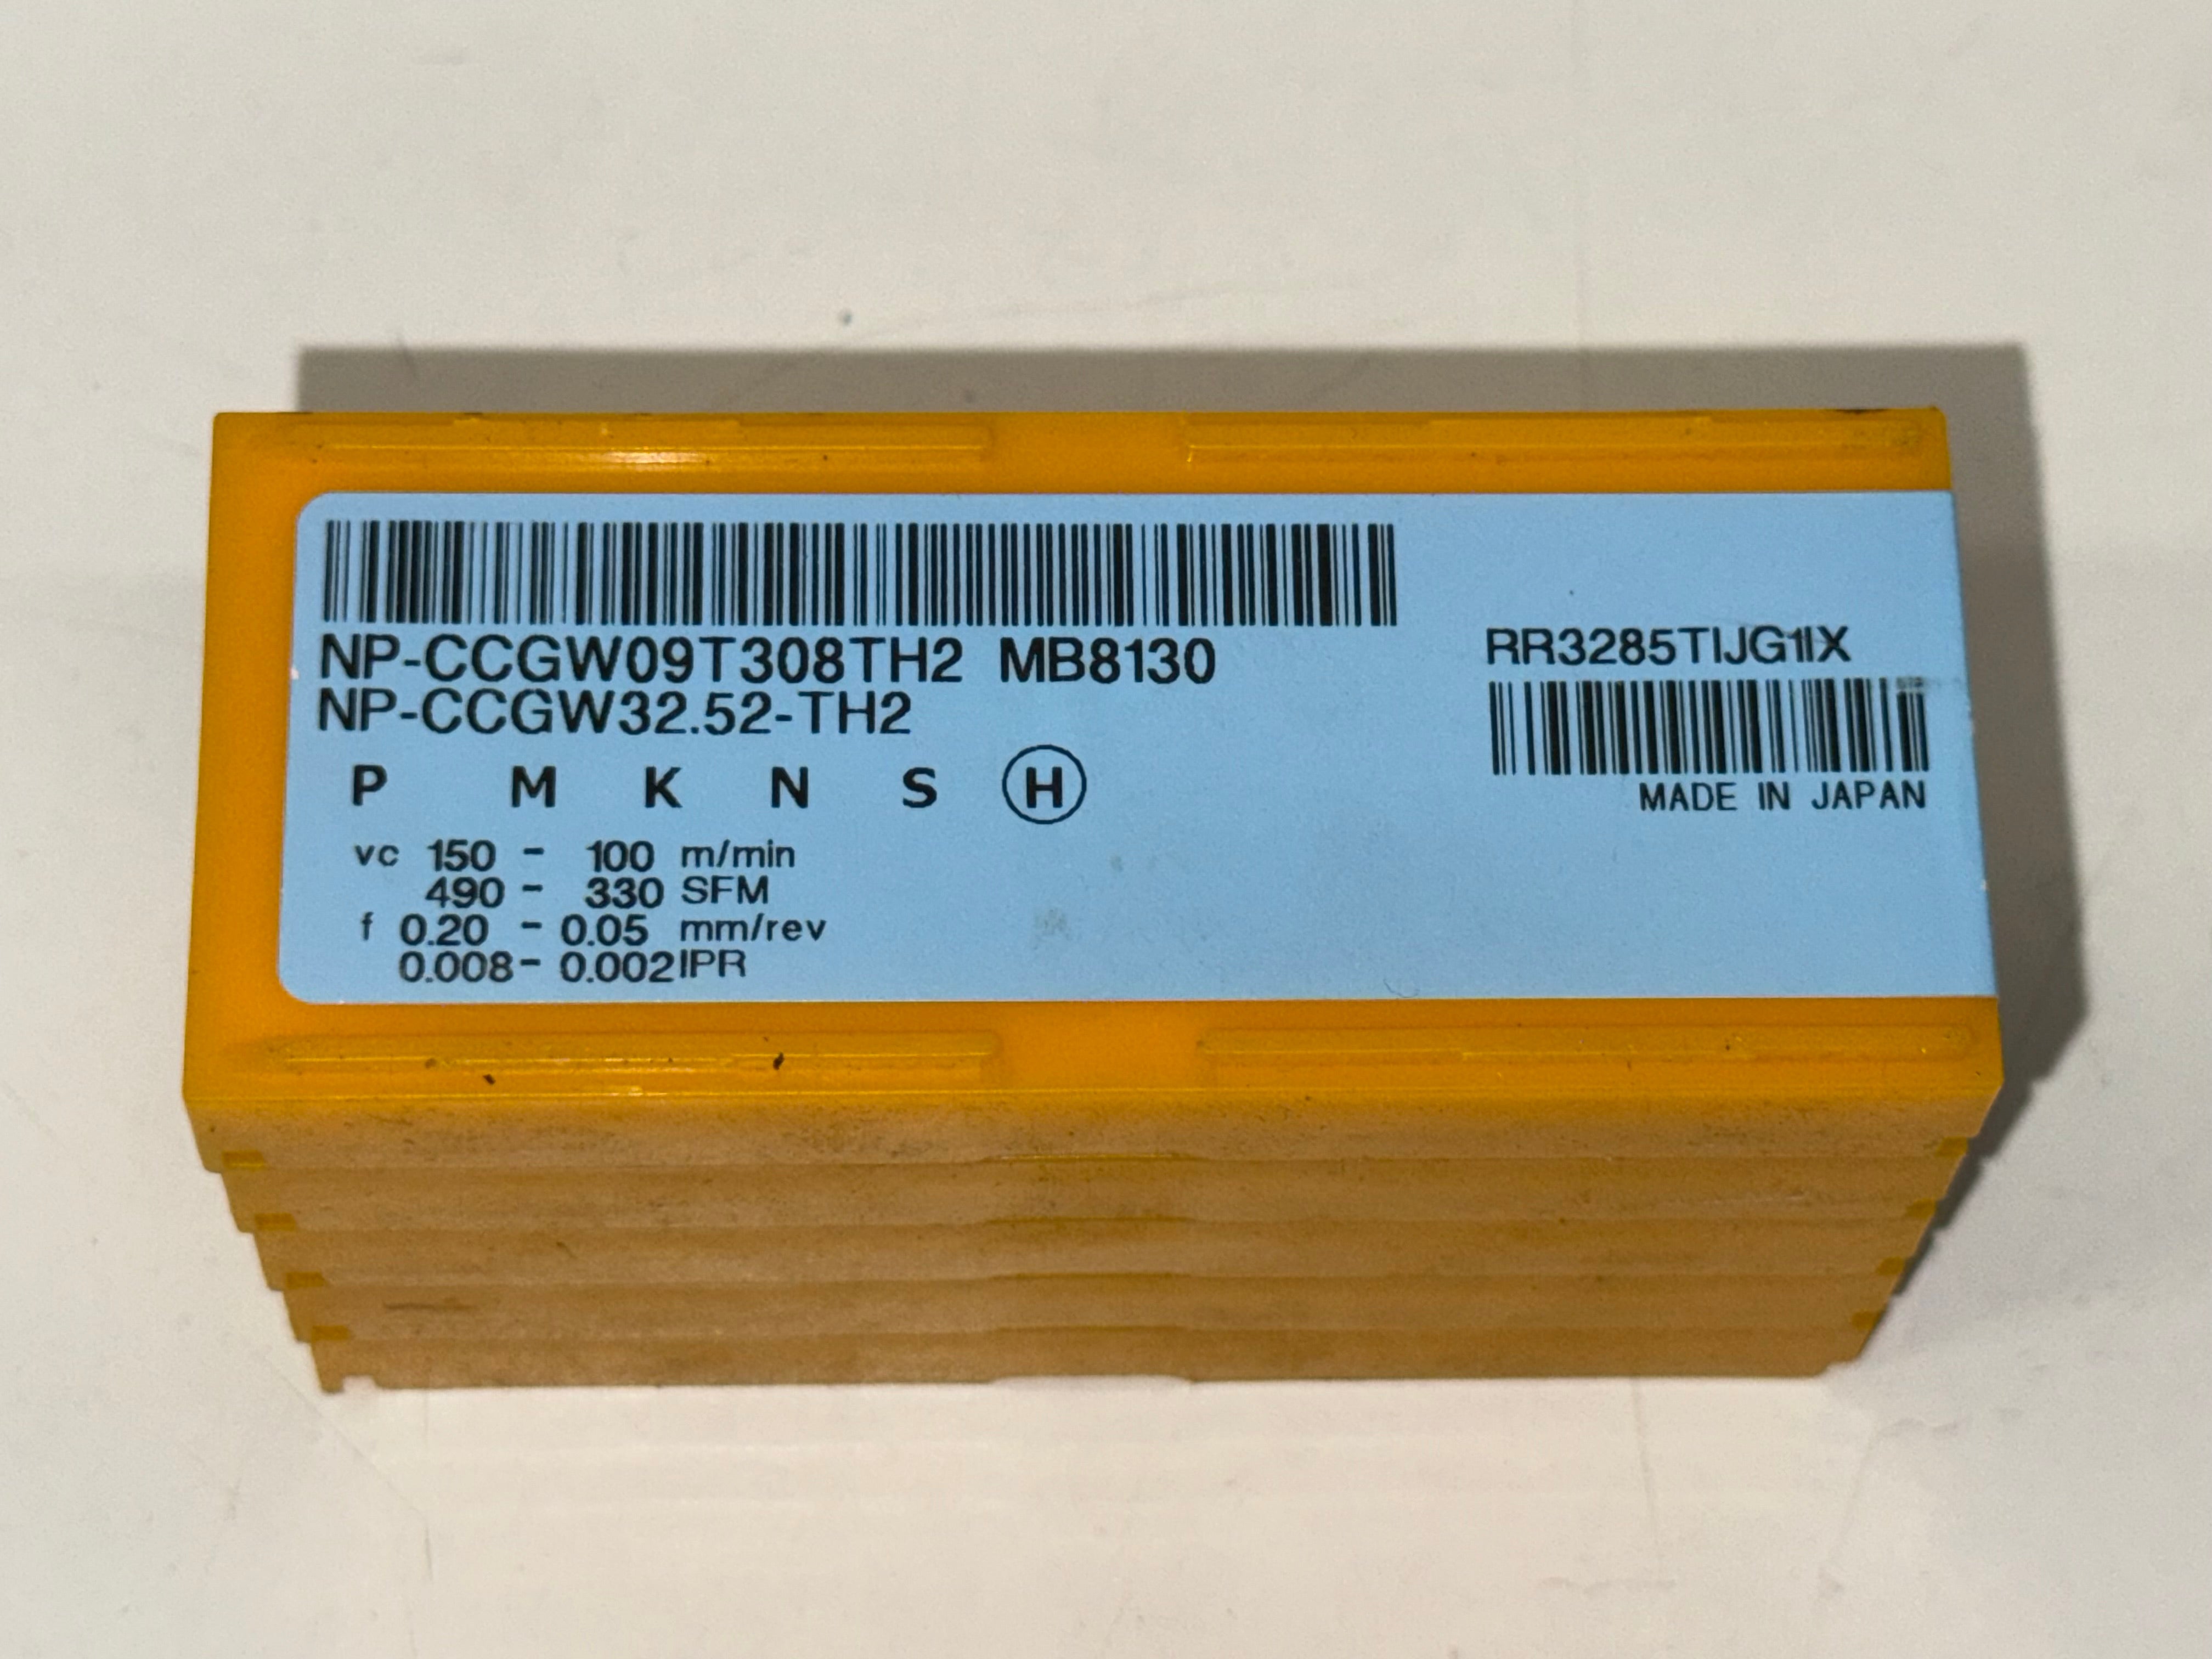 NP-CCGW09T308TH2 MB8130
NP-CCGW32.52-TH2
P M K N S H
vc 150 - 100 m/min
490 - 330 SFM
f 0.20 - 0.05 mm/rev
0.008 - 0.002 IPR
RR3285TIJG1IX
MADE IN JAPAN